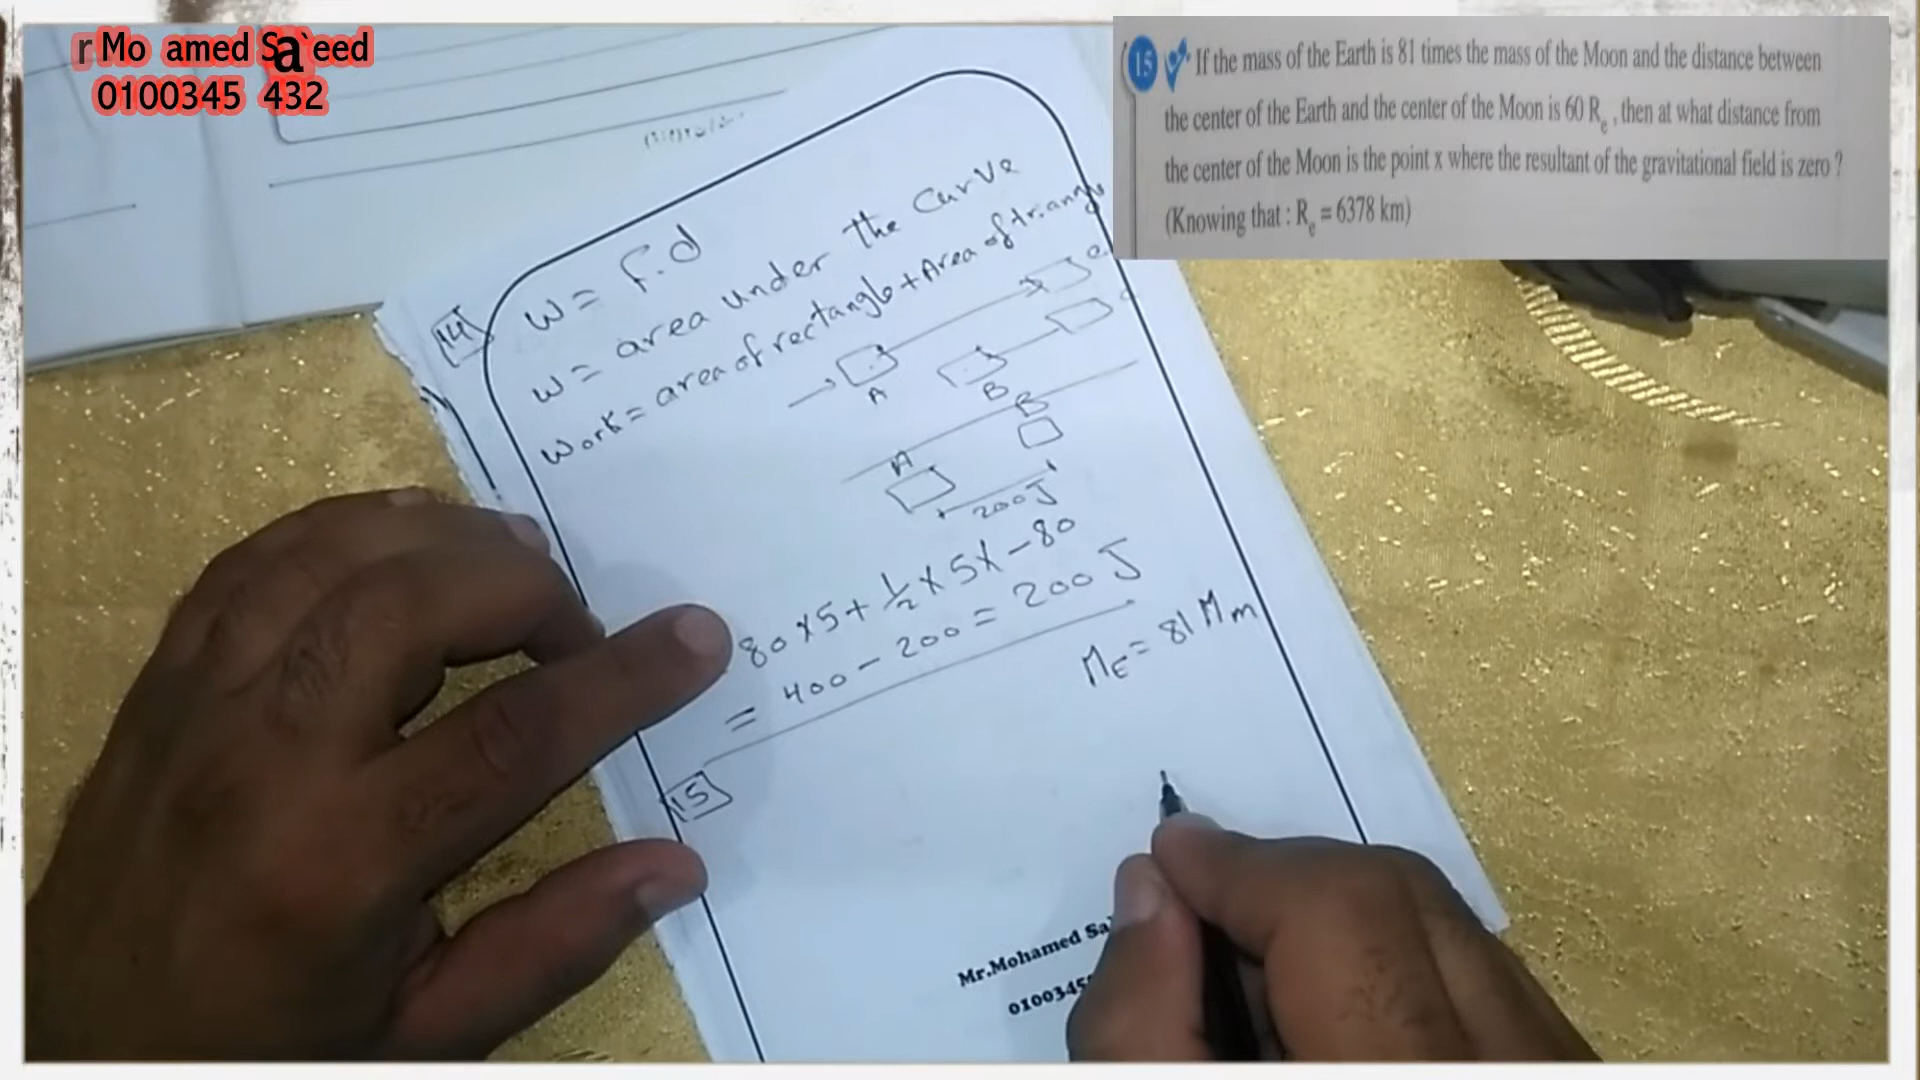 r Mo amed Sa`eed
0100345 432
15 If the mass of the Earth is 81 times the mass of the Moon and the distance between
the center of the Earth and the center of the Moon is 60 Re , then at what distance from
the center of the Moon is the point x where the resultant of the gravitational field is zero ?
(Knowing that : Re = 6378 km)
14 W = F.d
W = area under the curve
Work = area of rectangle + Area of triangle
A
B
A B
200 J
80 x 5 + 1/2 x 5 x - 80
= 400 - 200 = 200 J
15 ME = 81 Mm
Mr.Mohamed Sa
010034